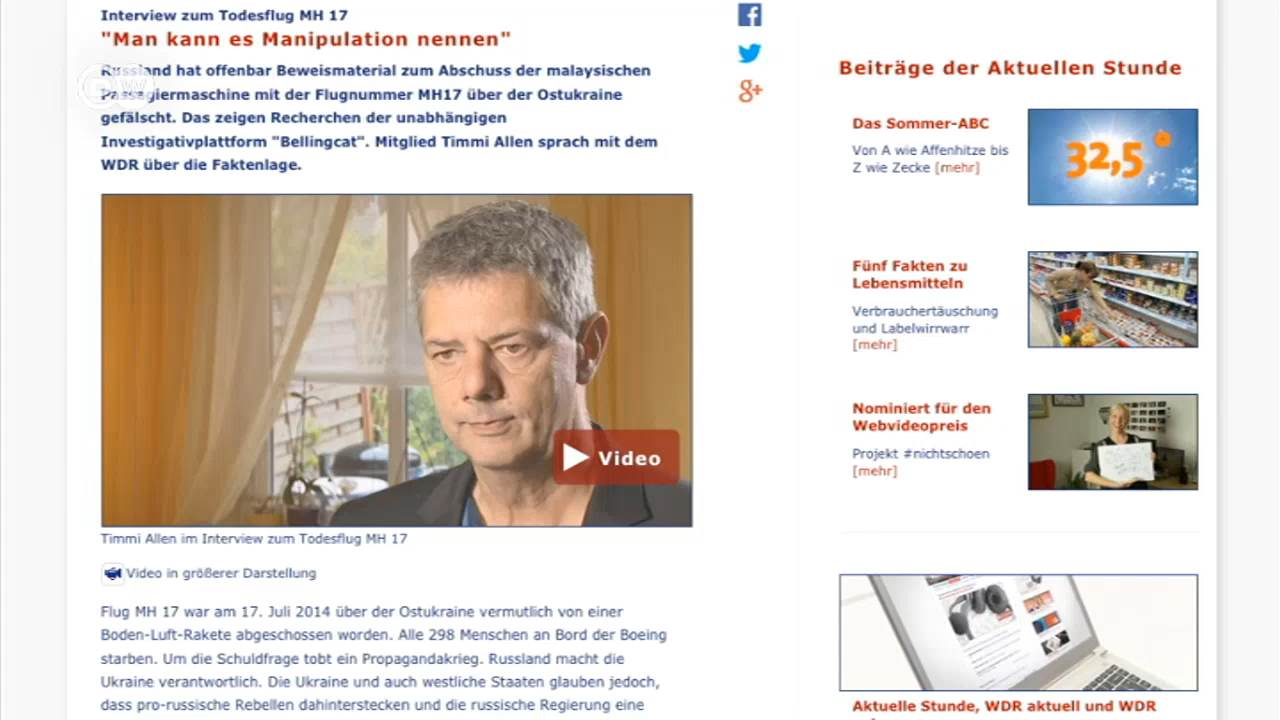 Interview zum Todesflug MH 17
"Man kann es Manipulation nennen"
Russland hat offenbar Beweismaterial zum Abschuss der malaysischen
Passagiermaschine mit der Flugnummer MH17 über der Ostukraine
gefälscht. Das zeigen Recherchen der unabhängigen
Investigativplattform "Bellingcat". Mitglied Timmi Allen sprach mit dem
WDR über die Faktenlage.
DW
Video
Timmi Allen im Interview zum Todesflug MH 17
Video in größerer Darstellung
Flug MH 17 war am 17. Juli 2014 über der Ostukraine vermutlich von einer
Boden-Luft-Rakete abgeschossen worden. Alle 298 Menschen an Bord der Boeing
starben. Um die Schuldfrage tobt ein Propagandakrieg. Russland macht die
Ukraine verantwortlich. Die Ukraine und auch westliche Staaten glauben jedoch,
dass pro-russische Rebellen dahinterstecken und die russische Regierung eine
f
g+
Beiträge der Aktuellen Stunde
Das Sommer-ABC
Von A wie Affenhitze bis
Z wie Zecke [mehr]
32,5°
Fünf Fakten zu
Lebensmitteln
Verbrauchertäuschung
und Labelwirrwarr
[mehr]
Nominiert für den
Webvideopreis
Projekt #nichtschoen
[mehr]
Aktuelle Stunde, WDR aktuell und WDR